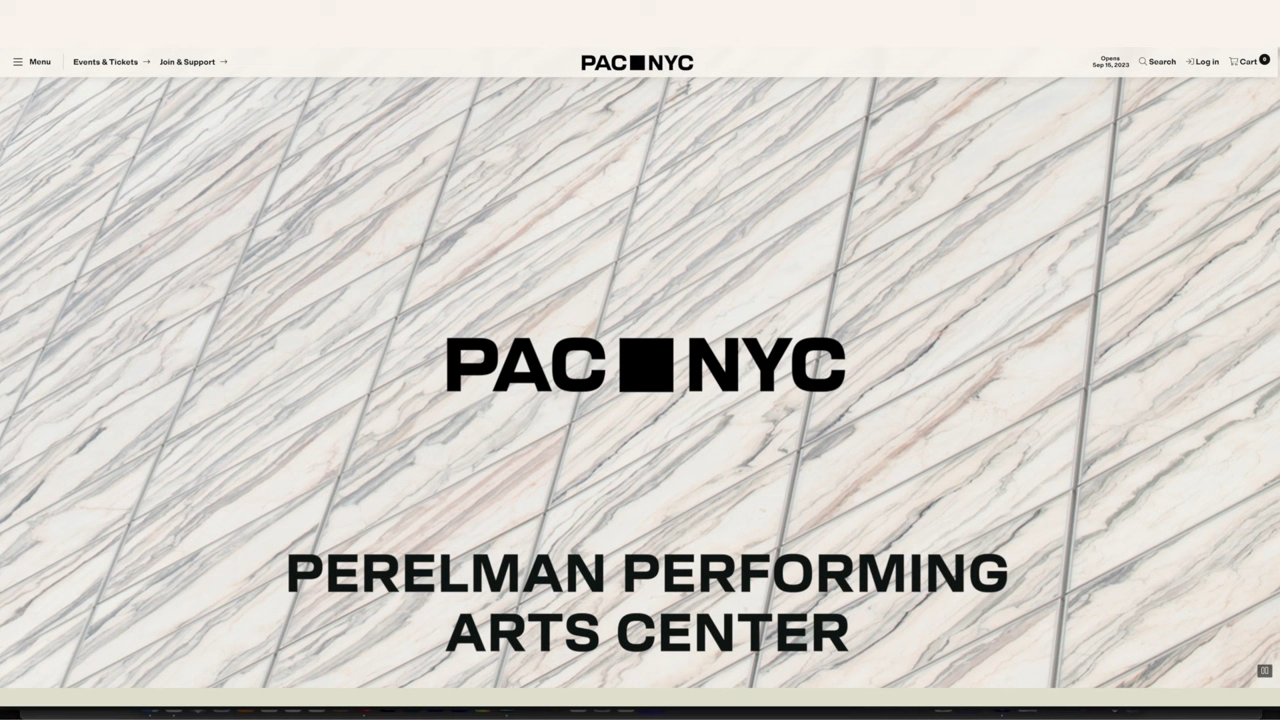 Menu
Events & Tickets →
Join & Support →
PAC■NYC
Opens
Sep 15, 2023
Search
Log in
Cart
0
PAC■NYC
PERELMAN PERFORMING
ARTS CENTER